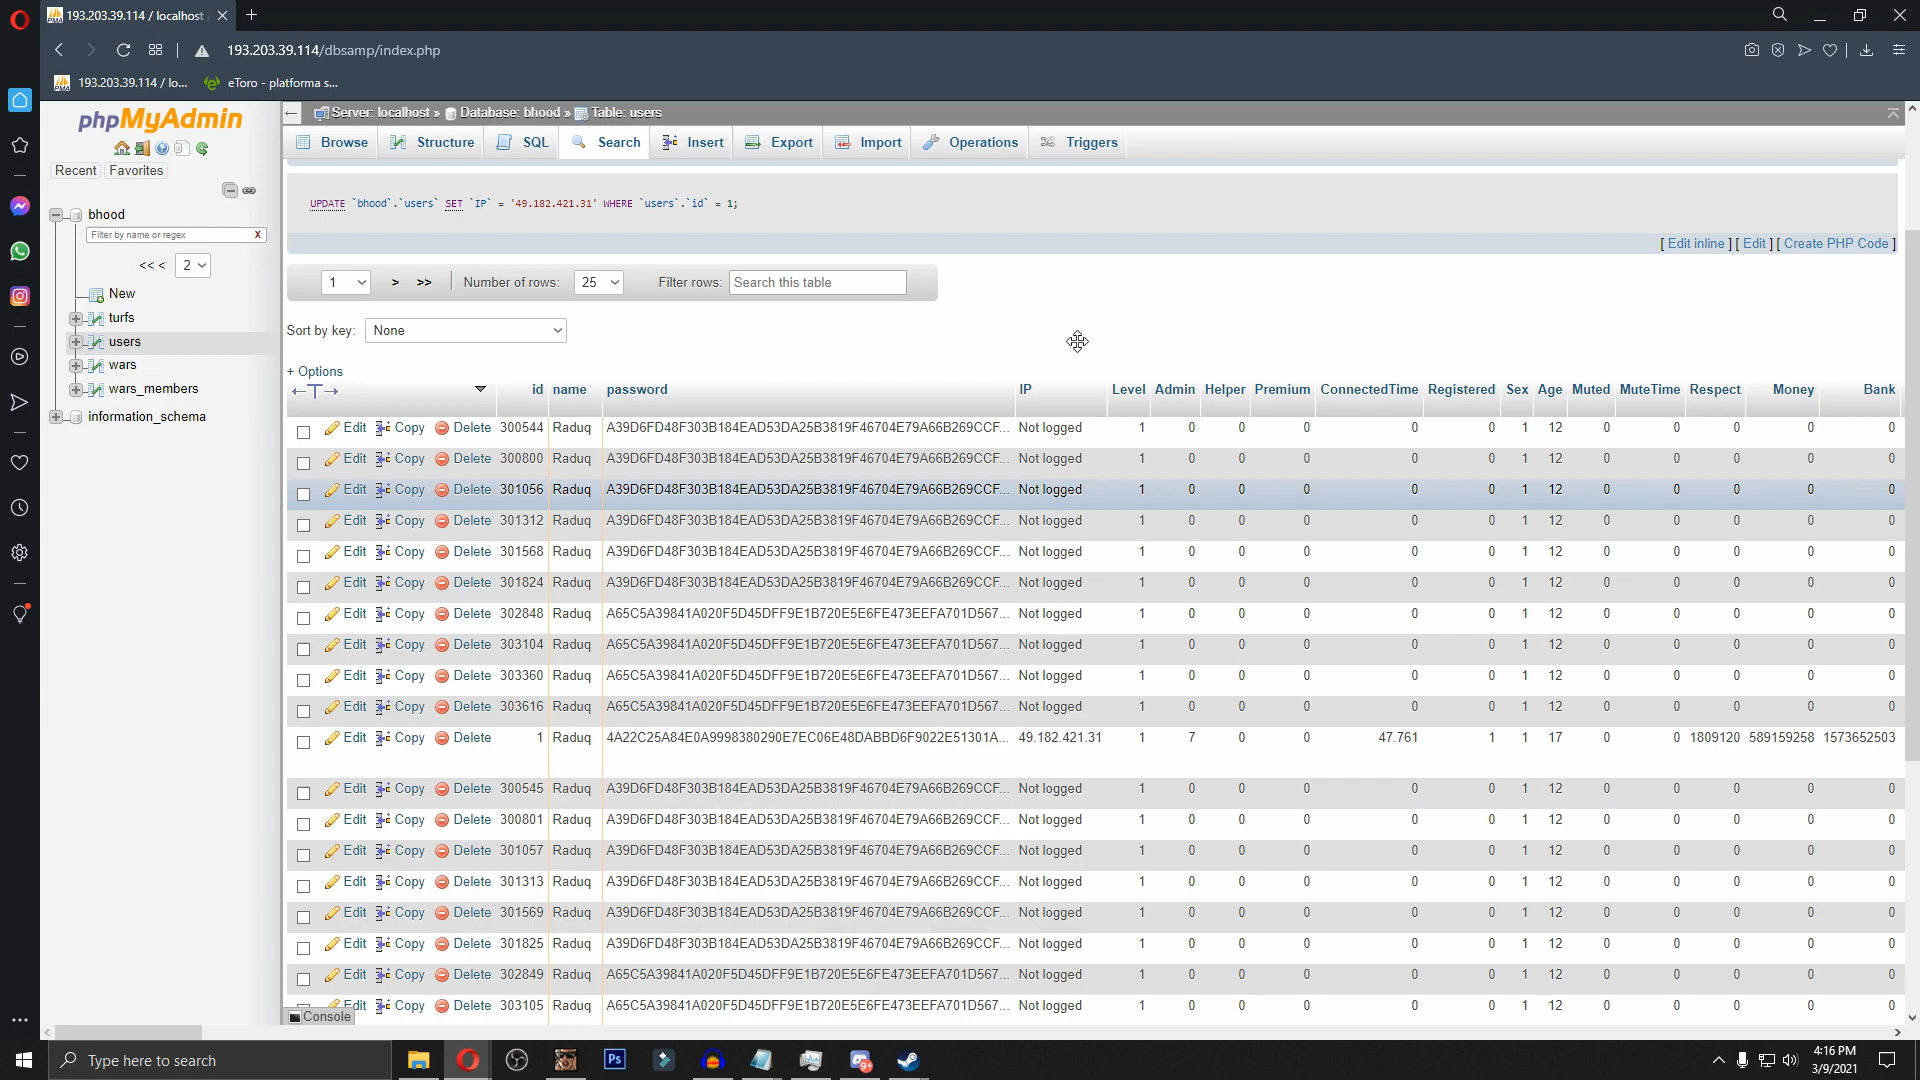 193.203.39.114 / localhost
193.203.39.114/dbsamp/index.php
193.203.39.114 / lo... eToro - platforma s...
phpMyAdmin
Recent Favorites
bhood
Filter by name or regex X
<< < 2
New
turfs
users
wars
wars_members
information_schema
Server: localhost » Database: bhood » Table: users
Browse Structure SQL Search Insert Export Import Operations Triggers
UPDATE `bhood`.`users` SET `IP` = '49.182.421.31' WHERE `users`.`id` = 1;
[ Edit inline ] [ Edit ] [ Create PHP Code ]
1 > >> Number of rows: 25 Filter rows: Search this table
Sort by key: None
+ Options
←T→ id name password IP Level Admin Helper Premium ConnectedTime Registered Sex Age Muted MuteTime Respect Money Bank
Edit Copy Delete 300544 Raduq A39D6FD48F303B184EAD53DA25B3819F46704E79A66B269CCF... Not logged 1 0 0 0 0 0 1 12 0 0 0 0 0
Edit Copy Delete 300800 Raduq A39D6FD48F303B184EAD53DA25B3819F46704E79A66B269CCF... Not logged 1 0 0 0 0 0 1 12 0 0 0 0 0
Edit Copy Delete 301056 Raduq A39D6FD48F303B184EAD53DA25B3819F46704E79A66B269CCF... Not logged 1 0 0 0 0 0 1 12 0 0 0 0 0
Edit Copy Delete 301312 Raduq A39D6FD48F303B184EAD53DA25B3819F46704E79A66B269CCF... Not logged 1 0 0 0 0 0 1 12 0 0 0 0 0
Edit Copy Delete 301568 Raduq A39D6FD48F303B184EAD53DA25B3819F46704E79A66B269CCF... Not logged 1 0 0 0 0 0 1 12 0 0 0 0 0
Edit Copy Delete 301824 Raduq A39D6FD48F303B184EAD53DA25B3819F46704E79A66B269CCF... Not logged 1 0 0 0 0 0 1 12 0 0 0 0 0
Edit Copy Delete 302848 Raduq A65C5A39841A020F5D45DFF9E1B720E5E6FE473EEFA701D567... Not logged 1 0 0 0 0 0 1 12 0 0 0 0 0
Edit Copy Delete 303104 Raduq A65C5A39841A020F5D45DFF9E1B720E5E6FE473EEFA701D567... Not logged 1 0 0 0 0 0 1 12 0 0 0 0 0
Edit Copy Delete 303360 Raduq A65C5A39841A020F5D45DFF9E1B720E5E6FE473EEFA701D567... Not logged 1 0 0 0 0 0 1 12 0 0 0 0 0
Edit Copy Delete 303616 Raduq A65C5A39841A020F5D45DFF9E1B720E5E6FE473EEFA701D567... Not logged 1 0 0 0 0 0 1 12 0 0 0 0 0
Edit Copy Delete 1 Raduq 4A22C25A84E0A9998380290E7EC06E48DABBD6F9022E51301A... 49.182.421.31 1 7 0 0 47.761 1 1 17 0 0 1809120 589159258 1573652503
Edit Copy Delete 300545 Raduq A39D6FD48F303B184EAD53DA25B3819F46704E79A66B269CCF... Not logged 1 0 0 0 0 0 1 12 0 0 0 0 0
Edit Copy Delete 300801 Raduq A39D6FD48F303B184EAD53DA25B3819F46704E79A66B269CCF... Not logged 1 0 0 0 0 0 1 12 0 0 0 0 0
Edit Copy Delete 301057 Raduq A39D6FD48F303B184EAD53DA25B3819F46704E79A66B269CCF... Not logged 1 0 0 0 0 0 1 12 0 0 0 0 0
Edit Copy Delete 301313 Raduq A39D6FD48F303B184EAD53DA25B3819F46704E79A66B269CCF... Not logged 1 0 0 0 0 0 1 12 0 0 0 0 0
Edit Copy Delete 301569 Raduq A39D6FD48F303B184EAD53DA25B3819F46704E79A66B269CCF... Not logged 1 0 0 0 0 0 1 12 0 0 0 0 0
Edit Copy Delete 301825 Raduq A39D6FD48F303B184EAD53DA25B3819F46704E79A66B269CCF... Not logged 1 0 0 0 0 0 1 12 0 0 0 0 0
Edit Copy Delete 302849 Raduq A65C5A39841A020F5D45DFF9E1B720E5E6FE473EEFA701D567... Not logged 1 0 0 0 0 0 1 12 0 0 0 0 0
dit Copy Delete 303105 Raduq A65C5A39841A020F5D45DFF9E1B720E5E6FE473EEFA701D567... Not logged 1 0 0 0 0 0 1 12 0 0 0 0 0
Console
Type here to search
Ps
4:16 PM
3/9/2021